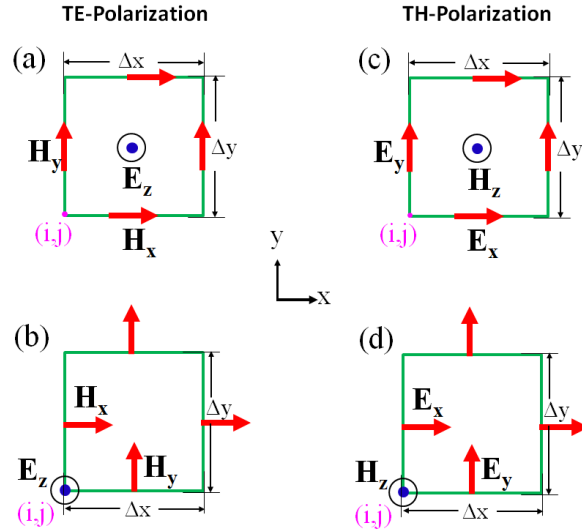 TE-Polarization
TH-Polarization
(a)
Δx
Hy
Ez
Δy
(i,j)
Hx
(c)
Δx
Ey
Hz
Δy
(i,j)
Ex
y
x
(b)
Hx
Δy
Ez
Hy
(i,j)
Δx
(d)
Ex
Δy
Hz
Ey
(i,j)
Δx